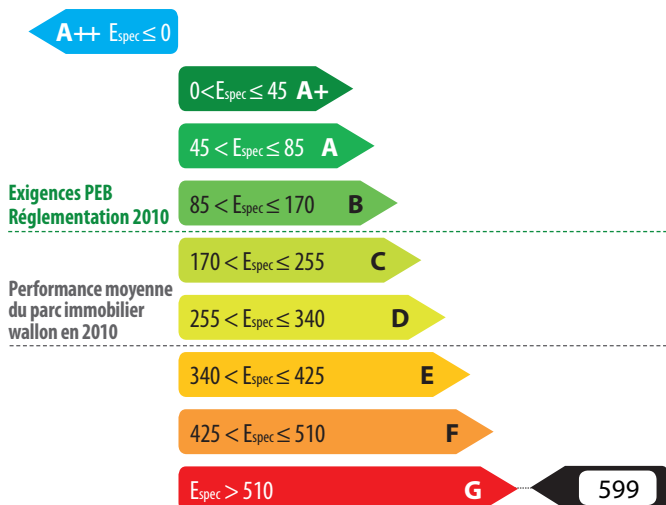 A++ Espec ≤ 0
0<Espec ≤ 45 A+
45 < Espec ≤ 85 A
Exigences PEB
Réglementation 2010
85 < Espec ≤ 170 B
170 < Espec ≤ 255 C
Performance moyenne
du parc immobilier
wallon en 2010
255 < Espec ≤ 340 D
340 < Espec ≤ 425 E
425 < Espec ≤ 510 F
Espec > 510 G
599